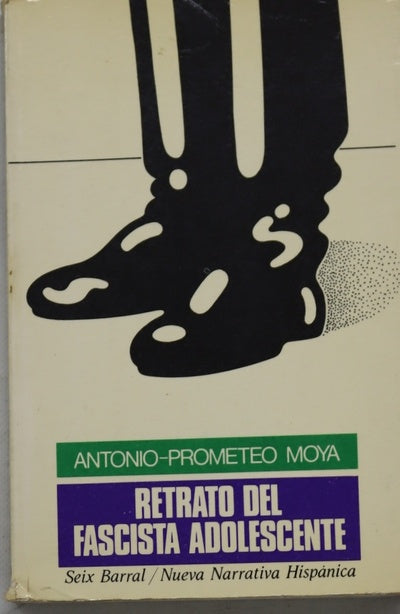 ANTONIO-PROMETEO MOYA
RETRATO DEL
FASCISTA ADOLESCENTE
Seix Barral / Nueva Narrativa Hispánica